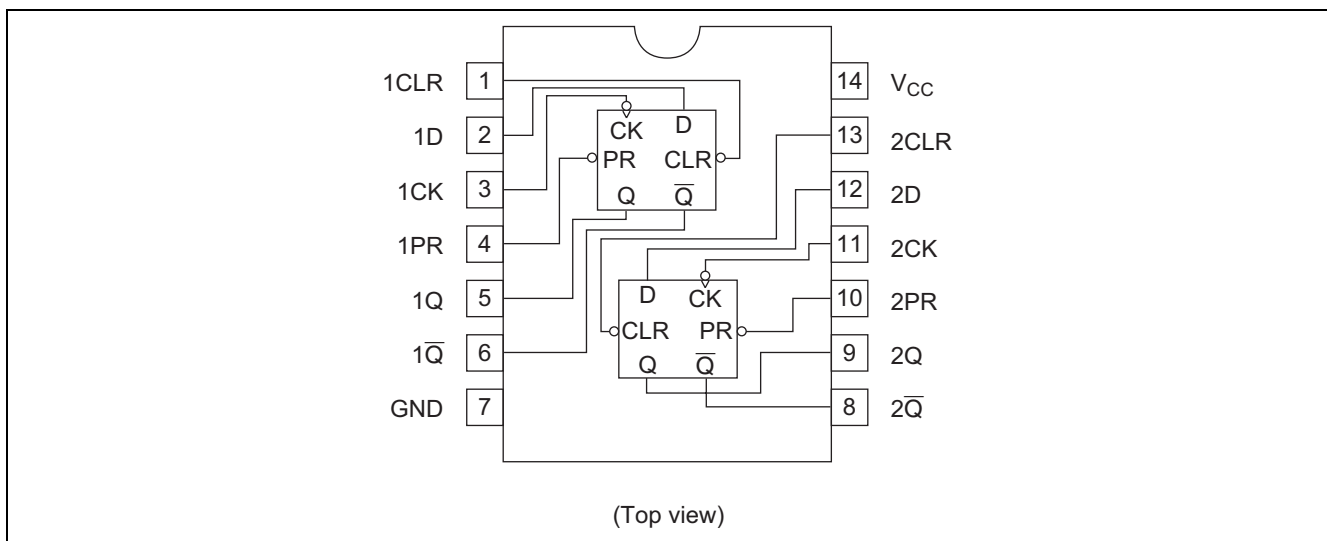 1CLR 1 14 V_CC
1D 2 CK D 13 2CLR
PR CLR
1CK 3 Q Q̅ 12 2D
1PR 4 11 2CK
1Q 5 D CK 10 2PR
CLR PR
1Q̅ 6 Q Q̅ 9 2Q
GND 7 8 2Q̅
(Top view)